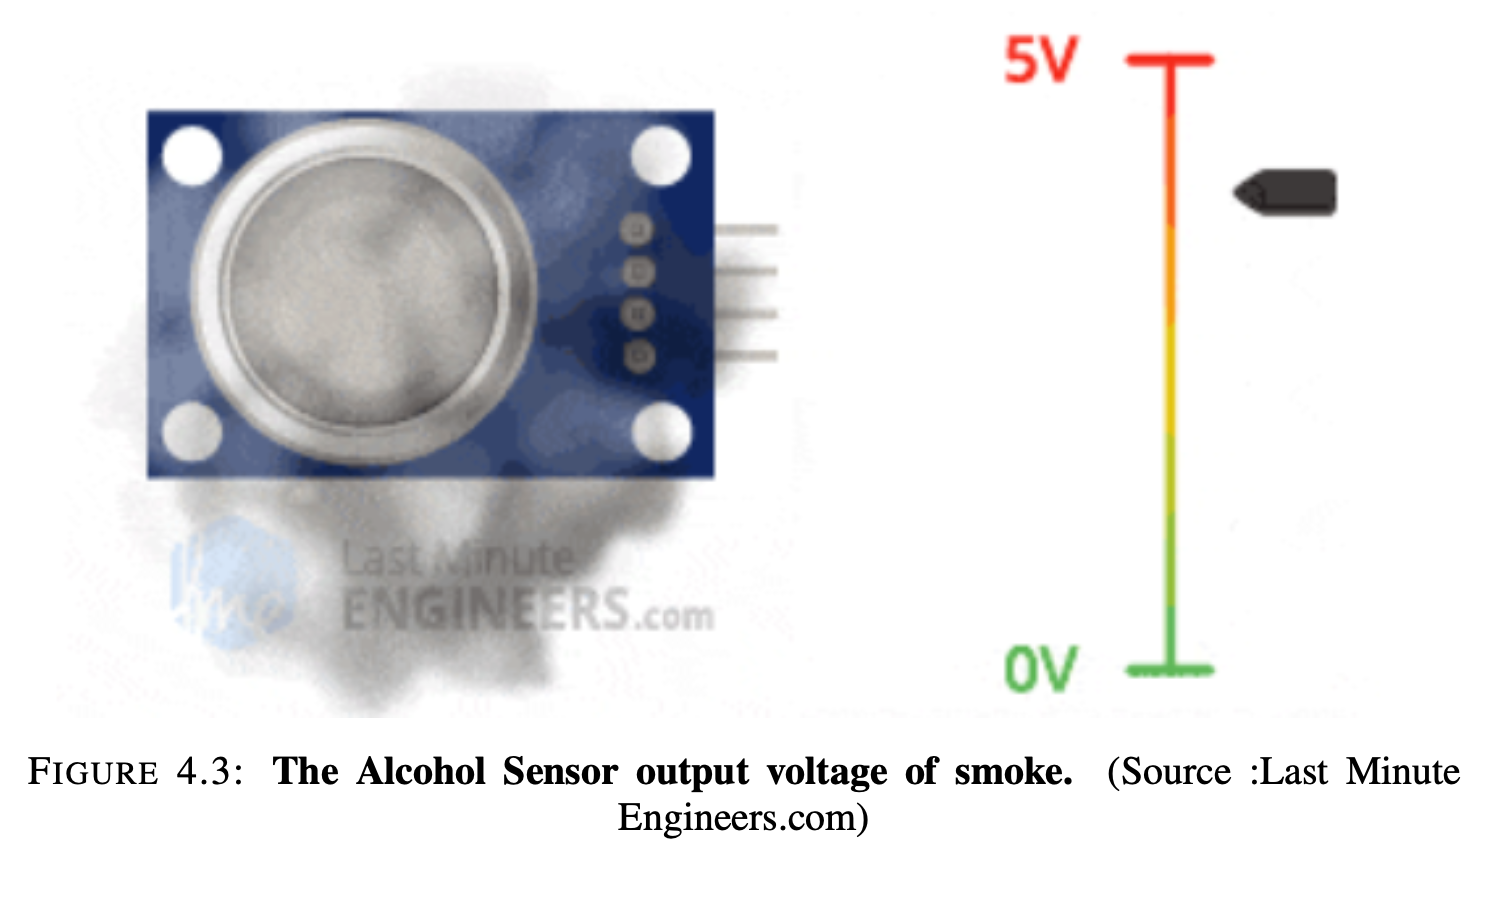 5V
0V
Last Minute
ENGINEERS.com
FIGURE 4.3: The Alcohol Sensor output voltage of smoke. (Source :Last Minute
Engineers.com)